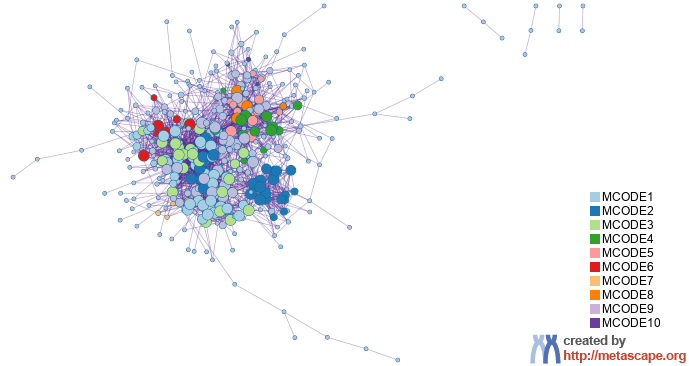 MCODE1
MCODE2
MCODE3
MCODE4
MCODE5
MCODE6
MCODE7
MCODE8
MCODE9
MCODE10
created by
http://metascape.org